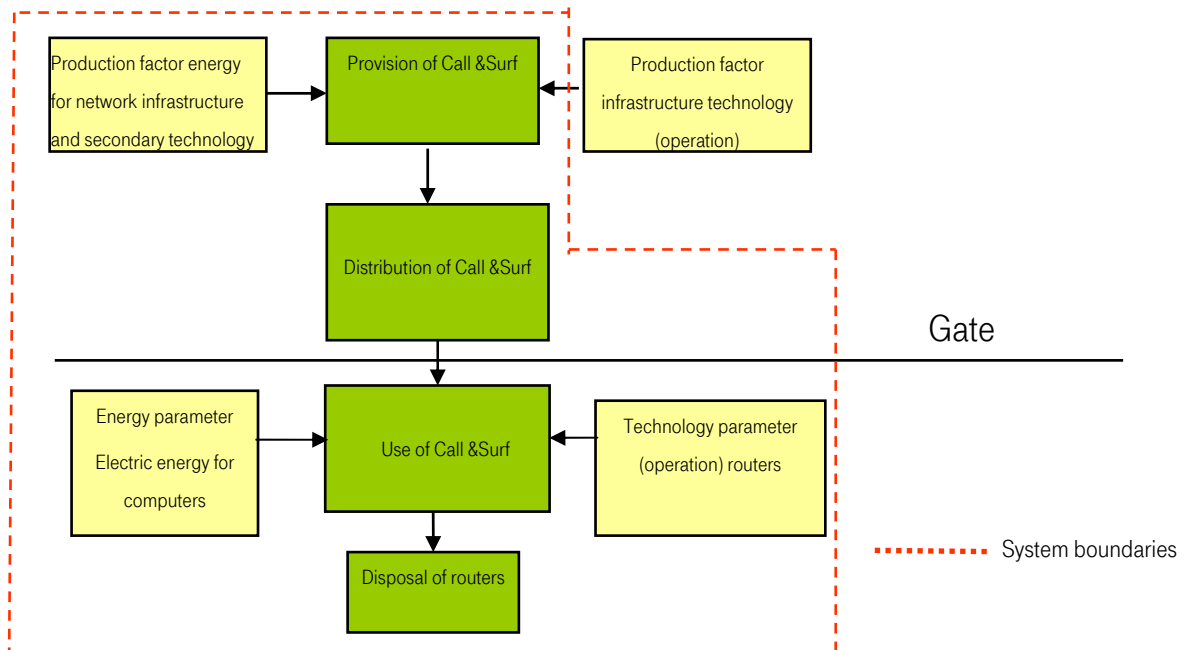 Production factor energy
for network infrastructure
and secondary technology
Provision of Call &Surf
Production factor
infrastructure technology
(operation)
Distribution of Call &Surf
Gate
Energy parameter
Electric energy for
computers
Use of Call &Surf
Technology parameter
(operation) routers
Disposal of routers
System boundaries